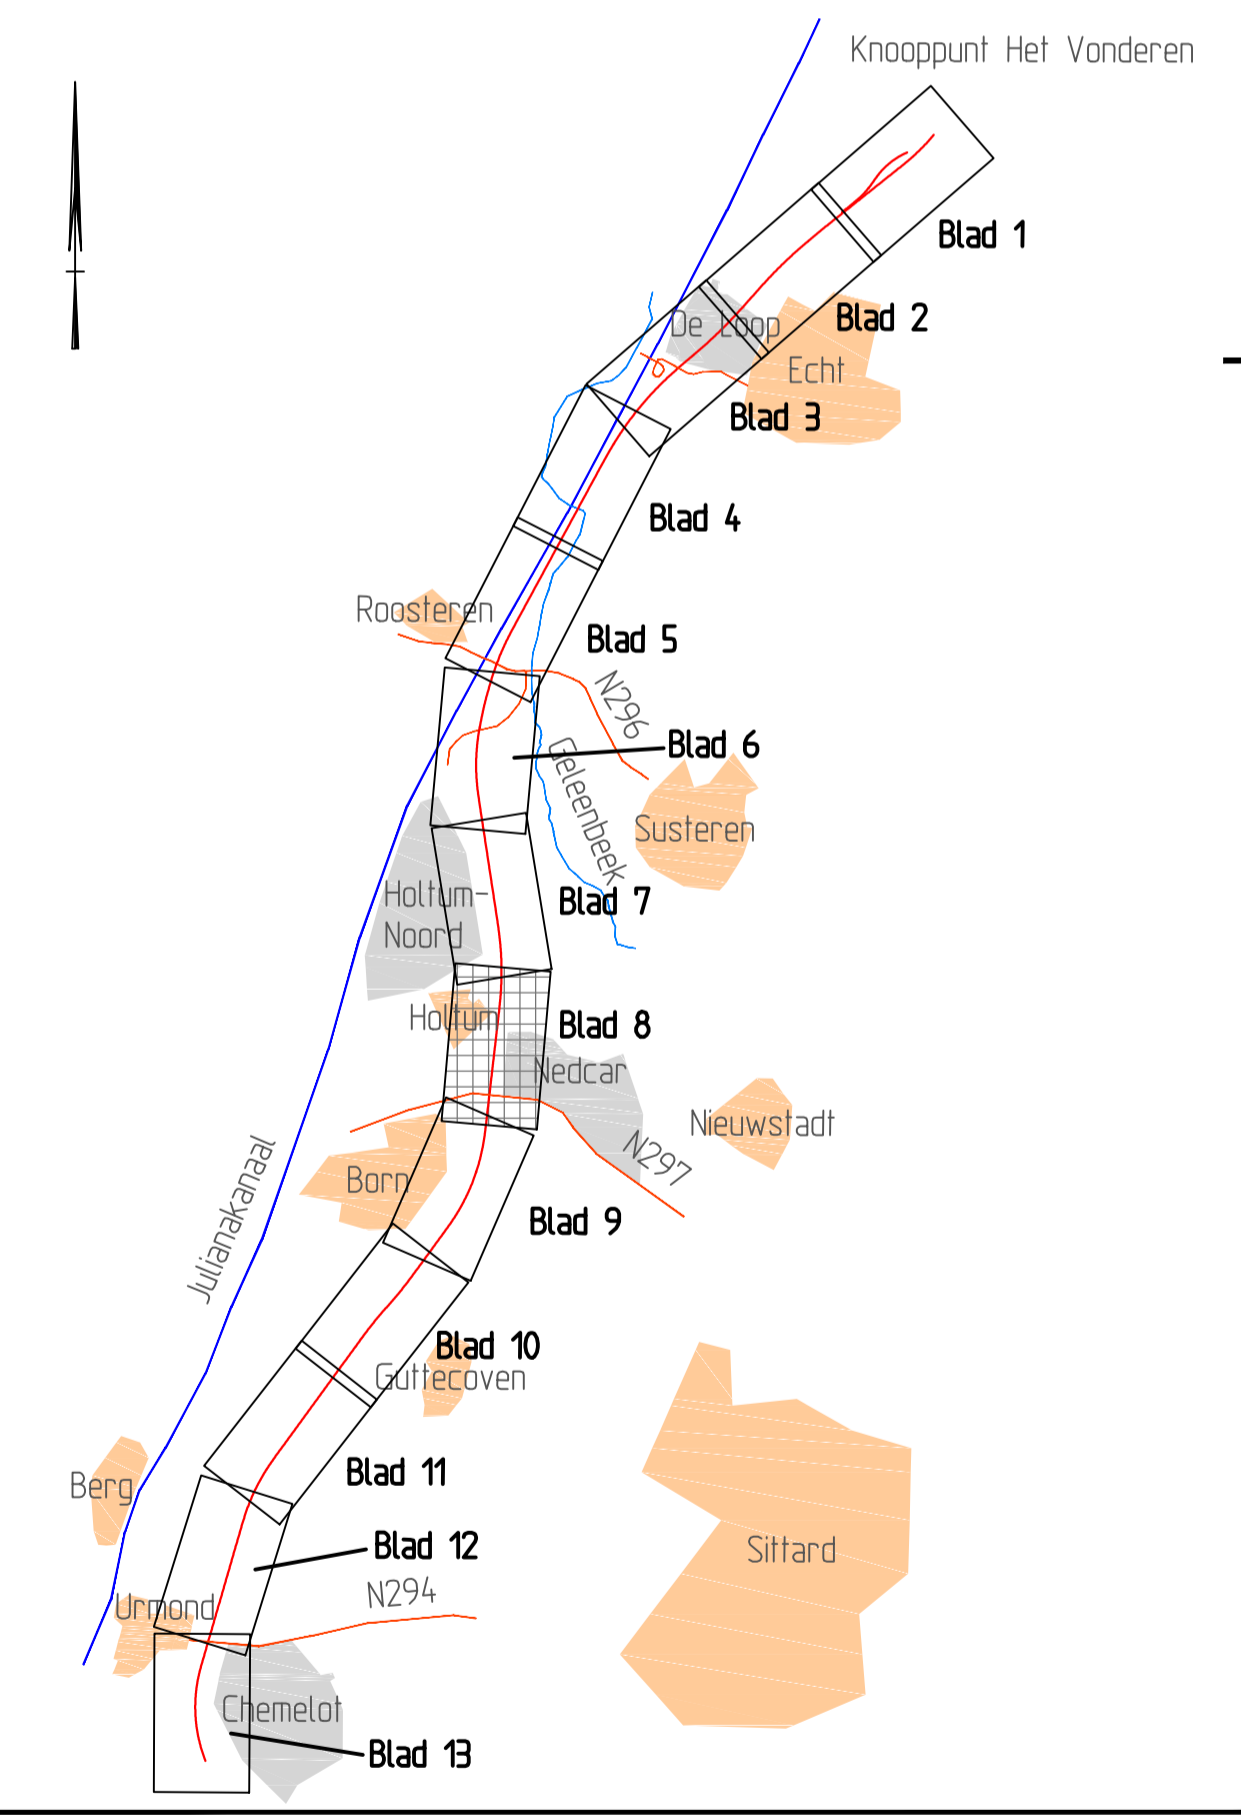 Knooppunt Het Vonderen
Blad 1
Blad 2
De Loop
Echt
Blad 3
Blad 4
Roosteren
Blad 5
N296
Blad 6
Geleenbeek
Susteren
Holtum-
Noord
Blad 7
Holtum
Blad 8
Nedcar
Nieuwstadt
N297
Born
Julianakanaal
Blad 9
Blad 10
Guttecoven
Blad 11
Berg
Blad 12
Sittard
N294
Urmond
Chemelot
Blad 13